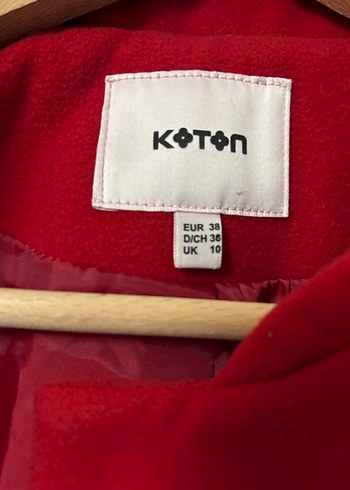 KOTON
EUR 38
D/CH 36
UK 10